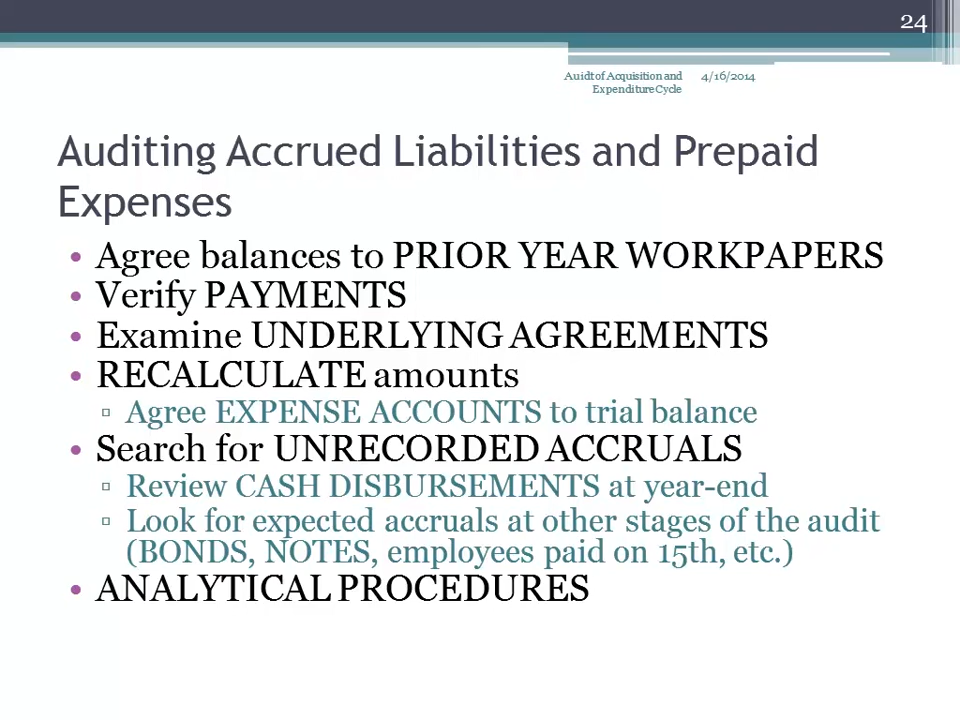 24
Auidt of Acquisition and 4/16/2014
Expenditure Cycle
Auditing Accrued Liabilities and Prepaid
Expenses
• Agree balances to PRIOR YEAR WORKPAPERS
• Verify PAYMENTS
• Examine UNDERLYING AGREEMENTS
• RECALCULATE amounts
▫ Agree EXPENSE ACCOUNTS to trial balance
• Search for UNRECORDED ACCRUALS
▫ Review CASH DISBURSEMENTS at year-end
▫ Look for expected accruals at other stages of the audit
(BONDS, NOTES, employees paid on 15th, etc.)
• ANALYTICAL PROCEDURES